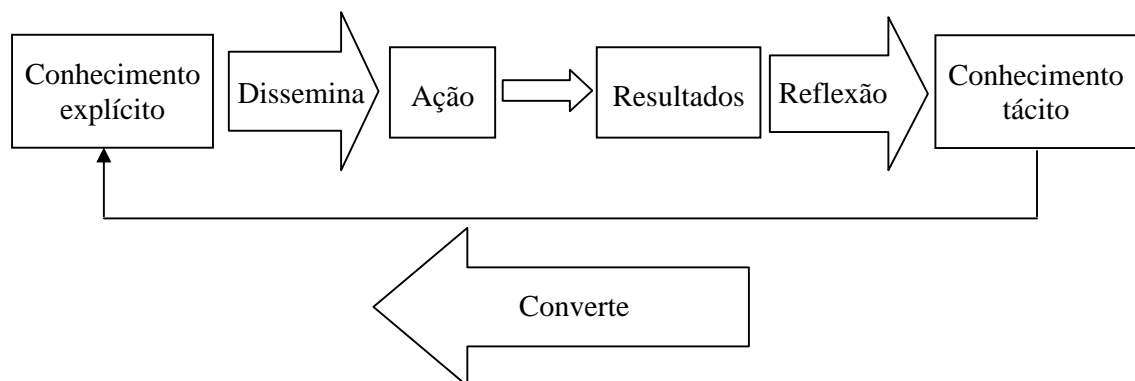 Conhecimento
explícito
Dissemina
Ação
Resultados
Reflexão
Conhecimento
tácito
Converte